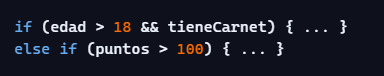 if (edad > 18 && tieneCarnet) { ... }
else if (puntos > 100) { ... }